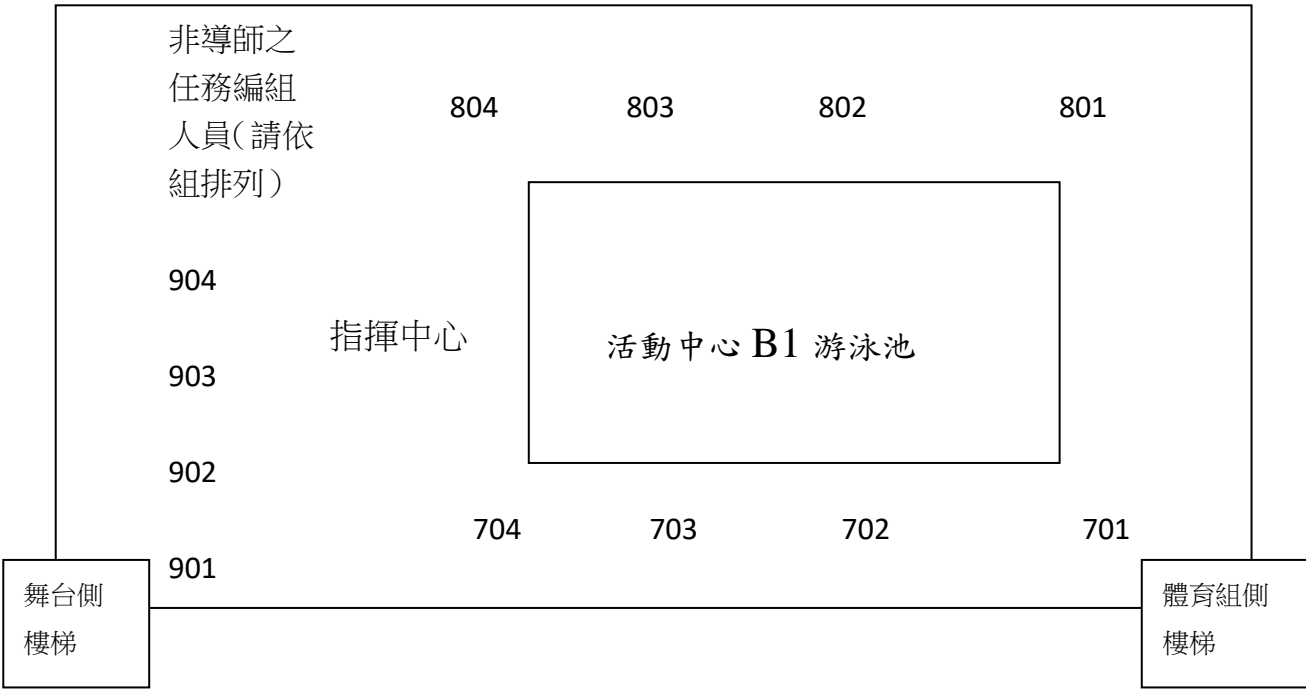 非導師之
任務編組
人員(請依
組排列)
804 803 802 801
904
指揮中心
活動中心 B1 游泳池
903
902
704 703 702 701
901
舞台側
樓梯
體育組側
樓梯